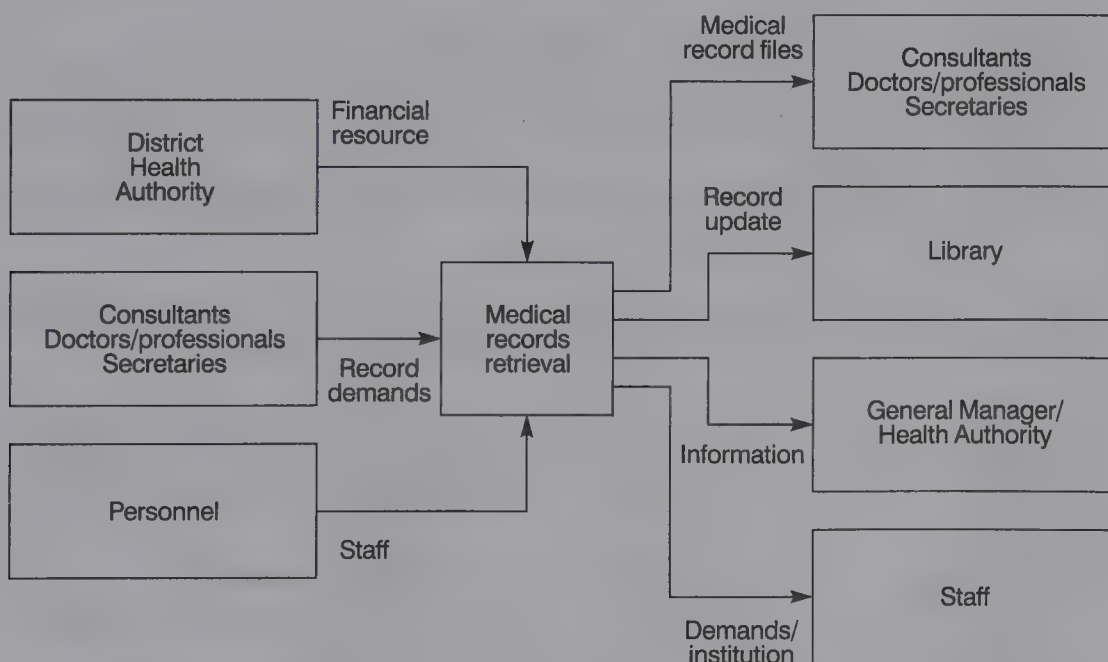 District
Health
Authority
Financial
resource
Consultants
Doctors/professionals
Secretaries
Record
demands
Personnel
Staff
Medical
records
retrieval
Medical
record files
Consultants
Doctors/professionals
Secretaries
Record
update
Library
Information
General Manager/
Health Authority
Demands/
institution
Staff